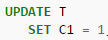 UPDATE T
SET C1 = 1,